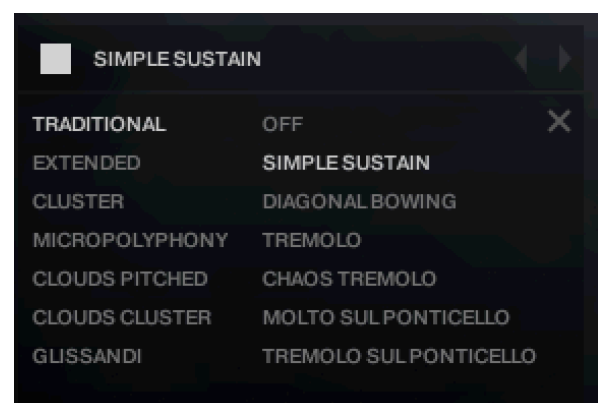 SIMPLE SUSTAIN
TRADITIONAL OFF
EXTENDED SIMPLE SUSTAIN
CLUSTER DIAGONAL BOWING
MICROPOLYPHONY TREMOLO
CLOUDS PITCHED CHAOS TREMOLO
CLOUDS CLUSTER MOLTO SUL PONTICELLO
GLISSANDI TREMOLO SUL PONTICELLO